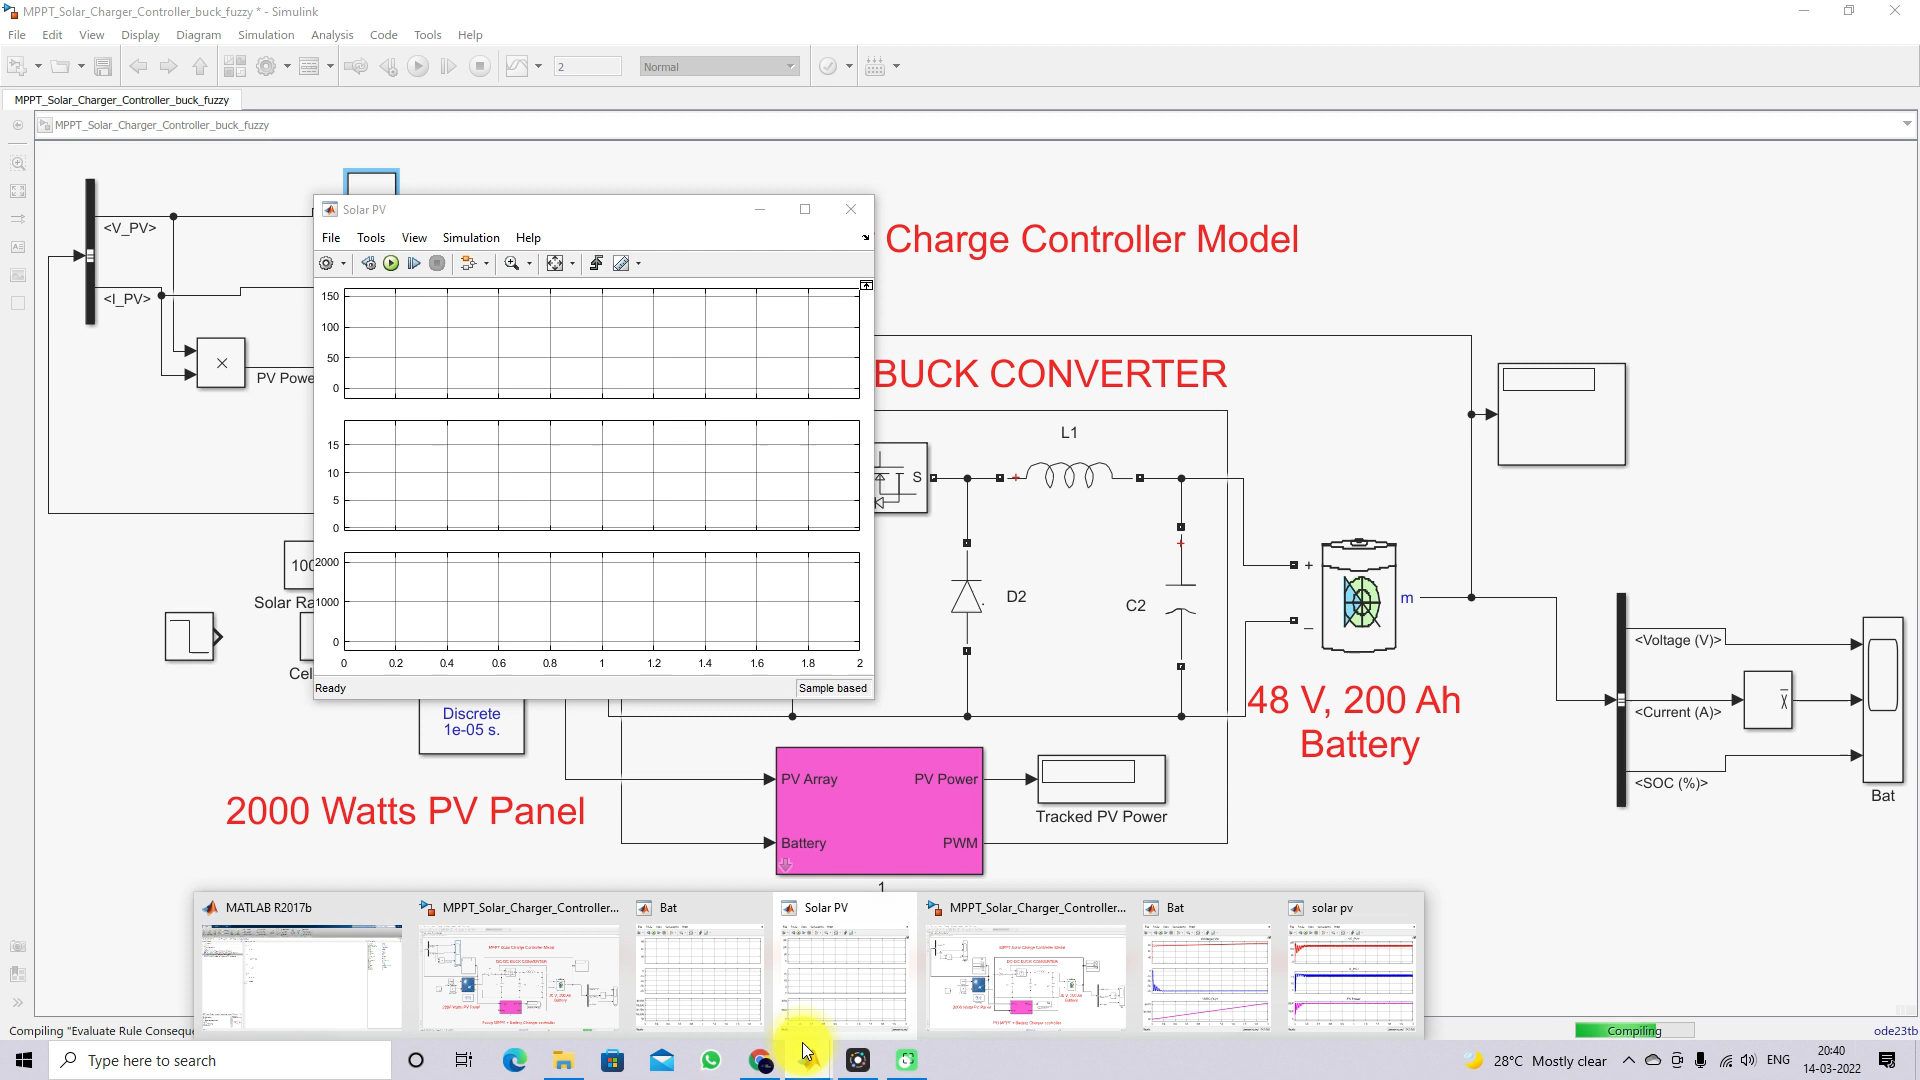 MPPT_Solar_Charger_Controller_buck_fuzzy * - Simulink
File Edit View Display Diagram Simulation Analysis Code Tools Help
2
Normal
MPPT_Solar_Charger_Controller_buck_fuzzy
MPPT_Solar_Charger_Controller_buck_fuzzy
<V_PV>
<I_PV>
PV Powe
Solar PV
File Tools View Simulation Help
150
100
50
0
15
10
5
0
2000
1000
0
0 0.2 0.4 0.6 0.8 1 1.2 1.4 1.6 1.8 2
Ready
Sample based
Charge Controller Model
BUCK CONVERTER
L1
S
D2
C2
+
m
48 V, 200 Ah
Battery
<Voltage (V)>
<Current (A)>
<SOC (%)>
x
Bat
100
Solar Ra
Cel
Discrete
1e-05 s.
2000 Watts PV Panel
PV Array
PV Power
Battery
PWM
1
Tracked PV Power
MATLAB R2017b
MPPT_Solar_Charger_Controller...
Bat
Solar PV
MPPT_Solar_Charger_Controller...
Bat
solar pv
Compiling "Evaluate Rule Conseque
Compiling
ode23tb
Type here to search
28°C Mostly clear
ENG
20:40
14-03-2022